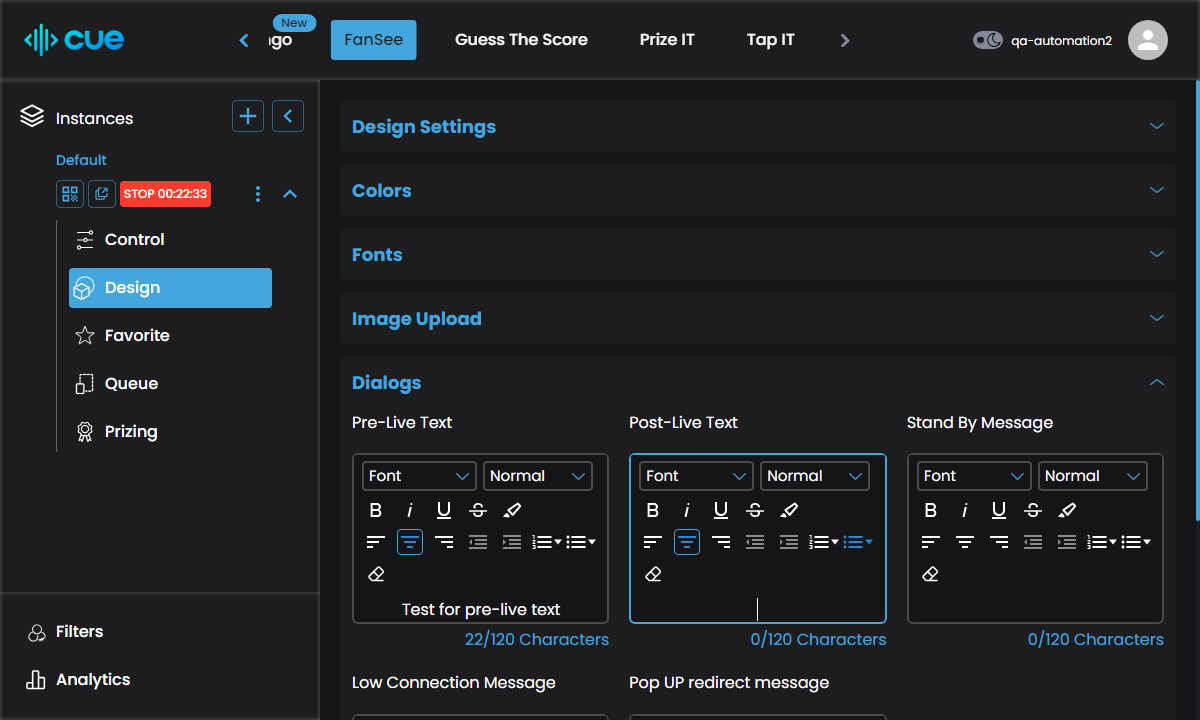 cue
New
FanSee
Guess The Score
Prize IT
Tap IT
qa-automation2
Instances
Default
STOP 00:22:33
Control
Design
Favorite
Queue
Prizing
Filters
Analytics
Design Settings
Colors
Fonts
Image Upload
Dialogs
Pre-Live Text
Font Normal
B i U S
Test for pre-live text
22/120 Characters
Post-Live Text
Font Normal
B i U S
0/120 Characters
Stand By Message
Font Normal
B i U S
0/120 Characters
Low Connection Message
Pop UP redirect message